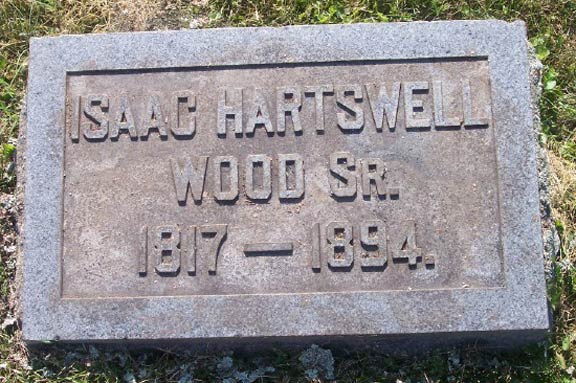 ISAAC HARTSWELL
WOOD SR.
1817 — 1894.